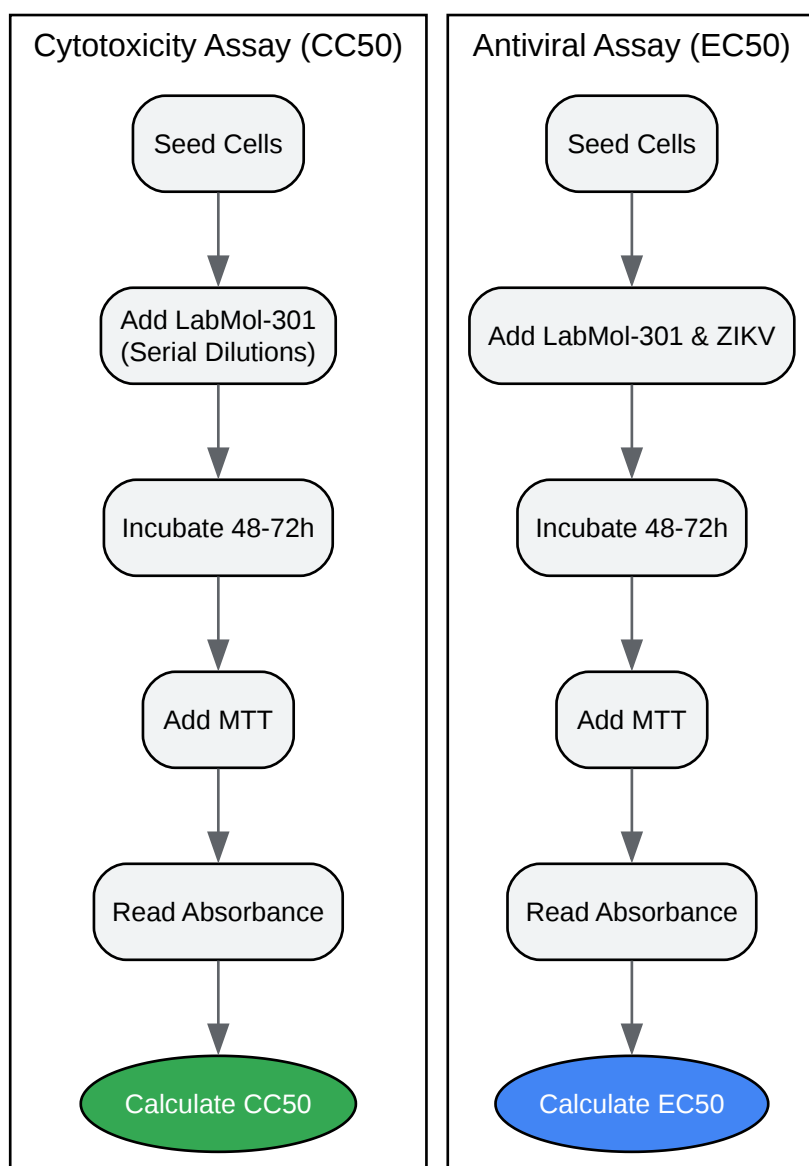 Cytotoxicity Assay (CC50)
Seed Cells
Add LabMol-301
(Serial Dilutions)
Incubate 48-72h
Add MTT
Read Absorbance
Calculate CC50
Antiviral Assay (EC50)
Seed Cells
Add LabMol-301 & ZIKV
Incubate 48-72h
Add MTT
Read Absorbance
Calculate EC50